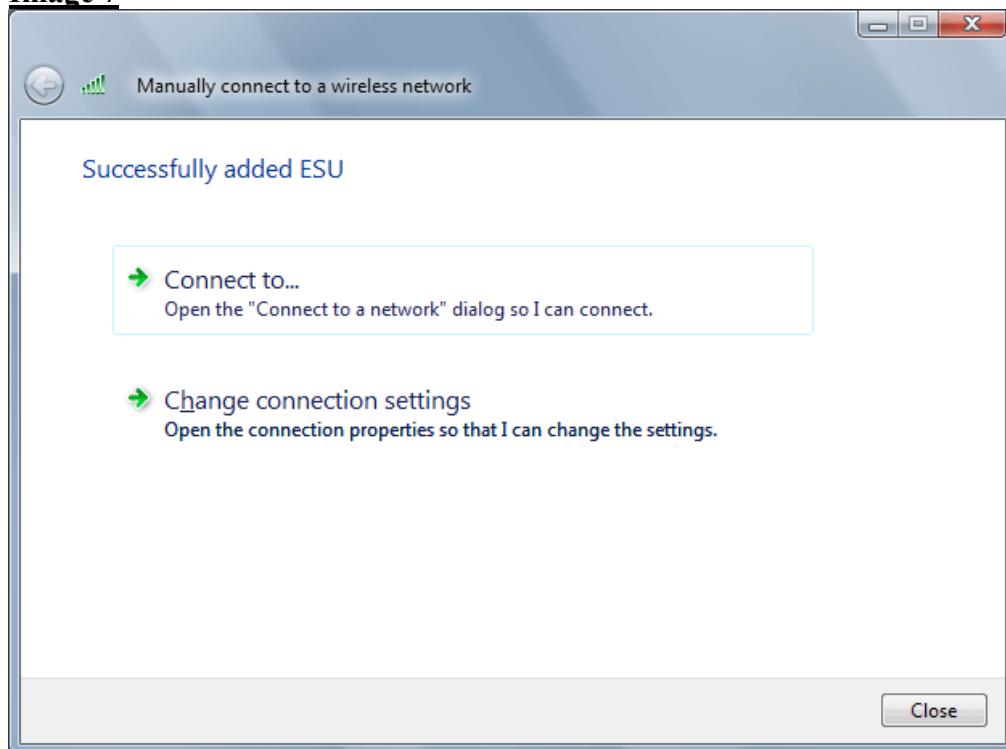 Manually connect to a wireless network
Successfully added ESU
Connect to...
Open the "Connect to a network" dialog so I can connect.
Change connection settings
Open the connection properties so that I can change the settings.
Close